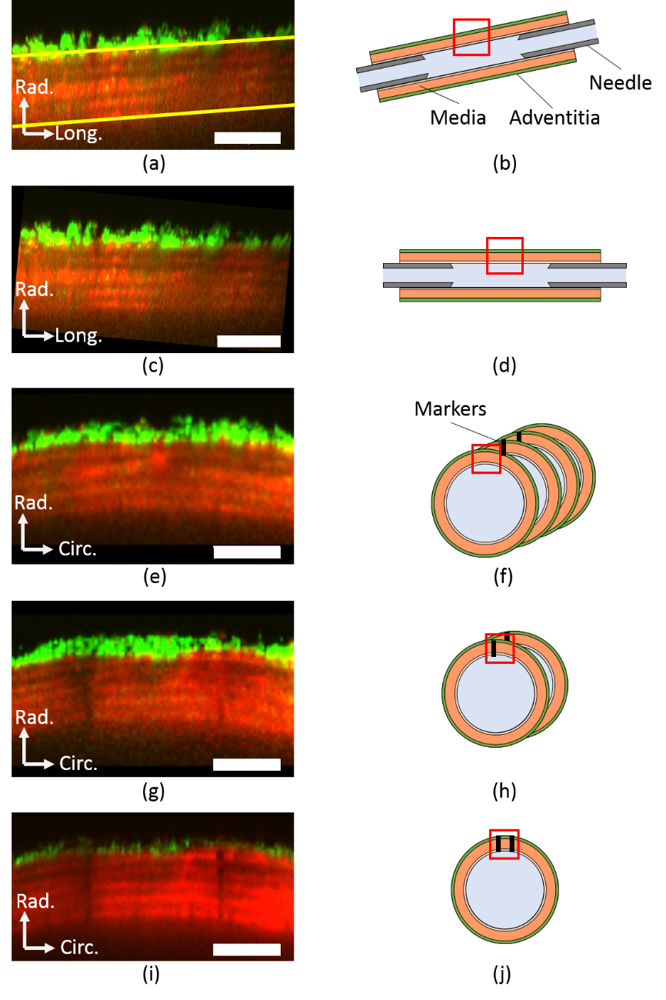 Rad.
Long.
(a)
Needle
Media
Adventitia
(b)
Rad.
Long.
(c)
(d)
Rad.
Circ.
(e)
Markers
(f)
Rad.
Circ.
(g)
(h)
Rad.
Circ.
(i)
(j)